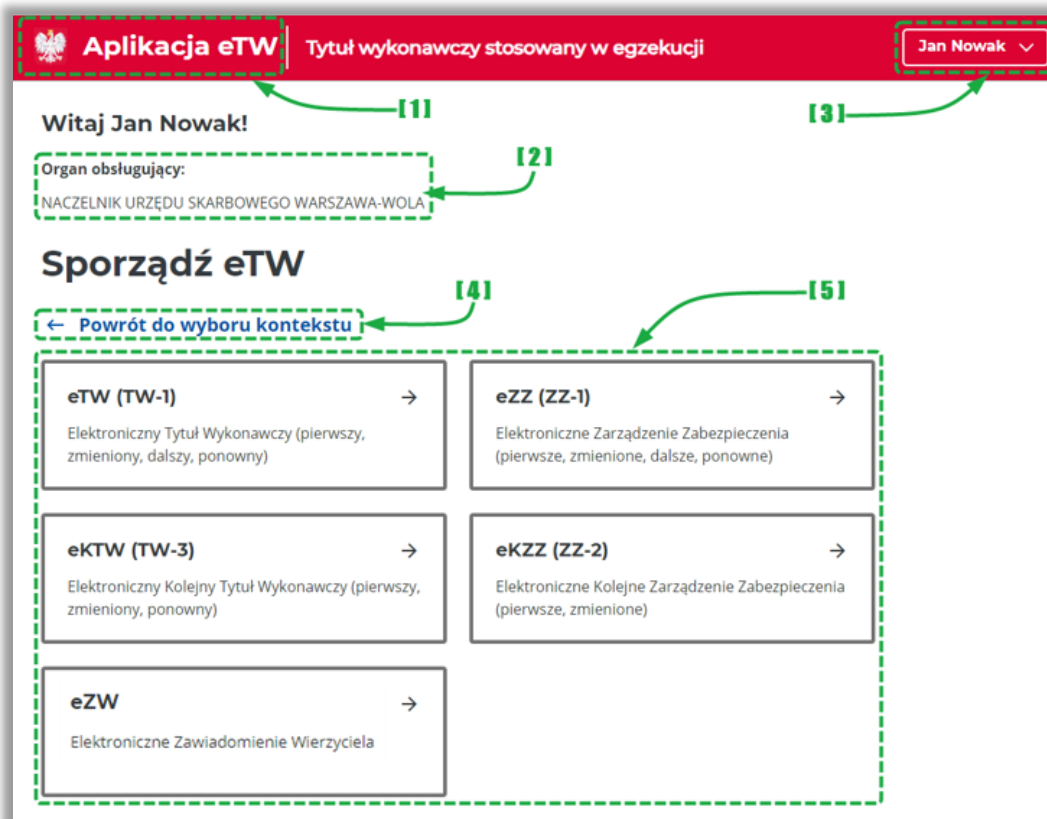 Aplikacja eTW Tytuł wykonawczy stosowany w egzekucji Jan Nowak
[1]
[3]
Witaj Jan Nowak!
[2]
Organ obsługujący:
NACZELNIK URZĘDU SKARBOWEGO WARSZAWA-WOLA
Sporządź eTW
[4]
[5]
← Powrót do wyboru kontekstu
eTW (TW-1) →
Elektroniczny Tytuł Wykonawczy (pierwszy,
zmieniony, dalszy, ponowny)
eZZ (ZZ-1) →
Elektroniczne Zarządzenie Zabezpieczenia
(pierwsze, zmienione, dalsze, ponowne)
eKTW (TW-3) →
Elektroniczny Kolejny Tytuł Wykonawczy (pierwszy,
zmieniony, ponowny)
eKZZ (ZZ-2) →
Elektroniczne Kolejne Zarządzenie Zabezpieczenia
(pierwsze, zmienione)
eZW →
Elektroniczne Zawiadomienie Wierzyciela